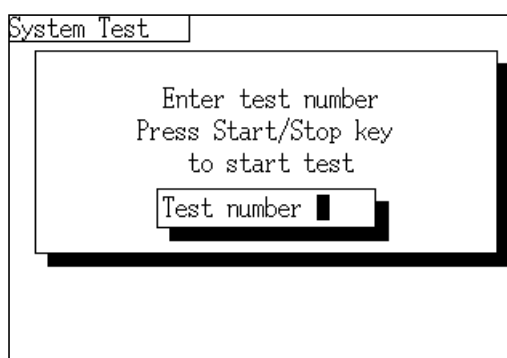 System Test
Enter test number
Press Start/Stop key
to start test
Test number